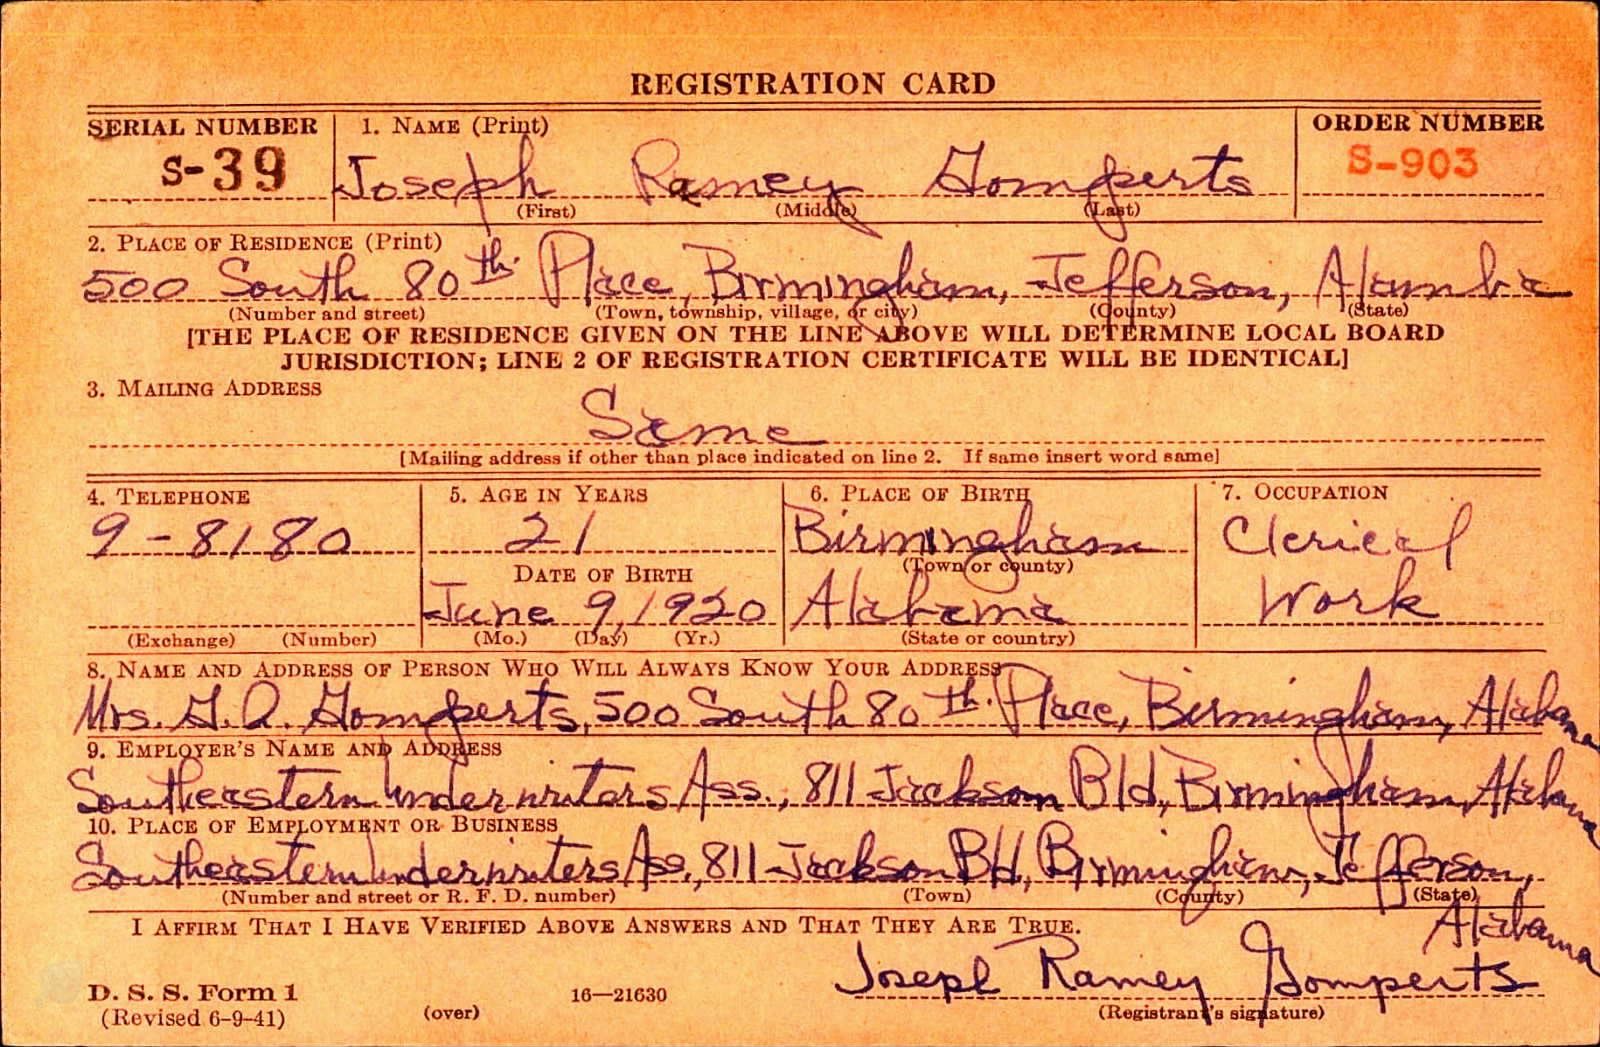 REGISTRATION CARD
SERIAL NUMBER 1. NAME (Print) ORDER NUMBER
S-39 Joseph Ramey Gomperts S-903
(First) (Middle) (Last)
2. PLACE OF RESIDENCE (Print)
500 South 80th. Place, Birmingham, Jefferson, Alamba
(Number and street) (Town, township, village, or city) (County) (State)
[THE PLACE OF RESIDENCE GIVEN ON THE LINE ABOVE WILL DETERMINE LOCAL BOARD
JURISDICTION; LINE 2 OF REGISTRATION CERTIFICATE WILL BE IDENTICAL]
3. MAILING ADDRESS
Same
[Mailing address if other than place indicated on line 2. If same insert word same]
4. TELEPHONE 5. AGE IN YEARS 6. PLACE OF BIRTH 7. OCCUPATION
9-8180 21 Birmingham Clerical
DATE OF BIRTH (Town or county)
June 9, 1920 Alabama Work
(Exchange) (Number) (Mo.) (Day) (Yr.) (State or country)
8. NAME AND ADDRESS OF PERSON WHO WILL ALWAYS KNOW YOUR ADDRESS
Mrs. G. A. Gomperts, 500 South 80th. Place, Birmingham, Alabama
9. EMPLOYER'S NAME AND ADDRESS
Southeastern Underwriters Ass., 811 Jackson Bld, Birmingham, Alabama
10. PLACE OF EMPLOYMENT OR BUSINESS
Southeastern Underwriters Ass., 811 Jackson Bld, Birmingham, Jefferson,
(Number and street or R. F. D. number) (Town) (County) (State)
Alabama
I AFFIRM THAT I HAVE VERIFIED ABOVE ANSWERS AND THAT THEY ARE TRUE.
Joseph Ramey Gomperts
D. S. S. Form 1
(Revised 6-9-41) (over) 16—21630 (Registrant's signature)